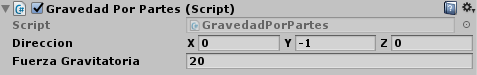 Gravedad Por Partes (Script)
Script GravedadPorPartes
Direccion X 0 Y -1 Z 0
Fuerza Gravitatoria 20